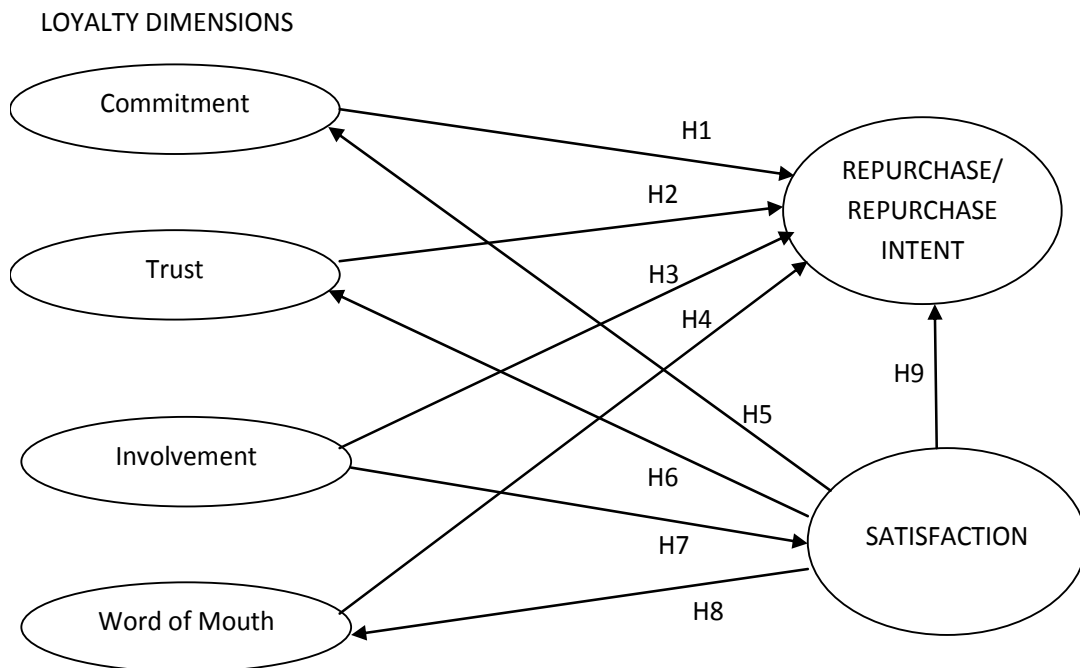 LOYALTY DIMENSIONS
Commitment
H1
REPURCHASE/
REPURCHASE
INTENT
H2
Trust
H3
H4
H9
H5
Involvement
H6
SATISFACTION
H7
Word of Mouth
H8